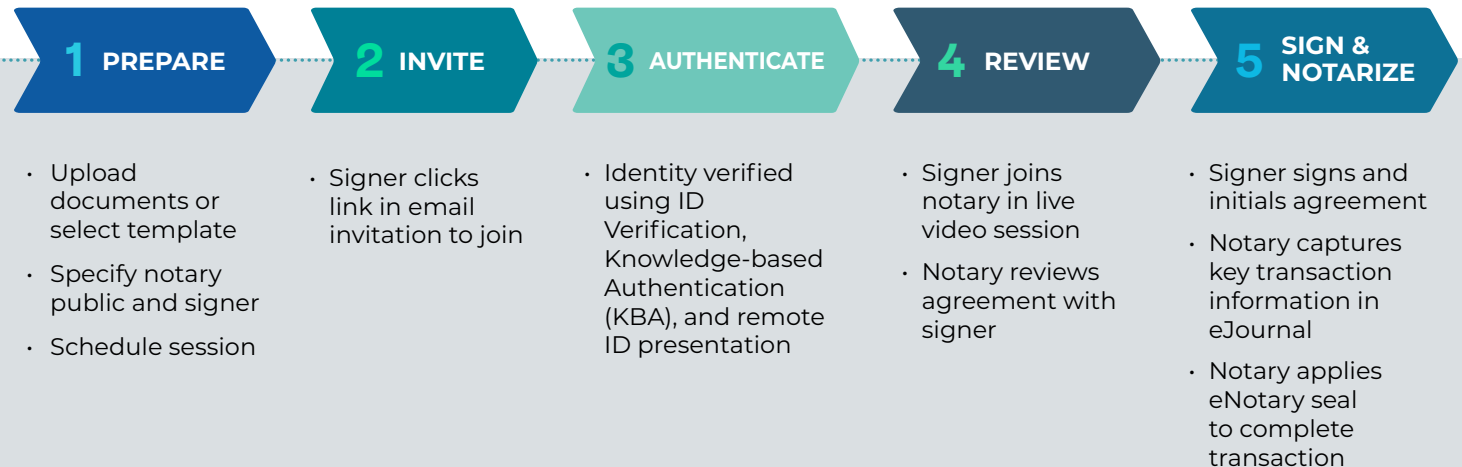 1 PREPARE
2 INVITE
3 AUTHENTICATE
4 REVIEW
5 SIGN &
NOTARIZE
• Upload
documents or
select template
• Specify notary
public and signer
• Schedule session
• Signer clicks
link in email
invitation to join
• Identity verified
using ID
Verification,
Knowledge-based
Authentication
(KBA), and remote
ID presentation
• Signer joins
notary in live
video session
• Notary reviews
agreement with
signer
• Signer signs and
initials agreement
• Notary captures
key transaction
information in
eJournal
• Notary applies
eNotary seal
to complete
transaction